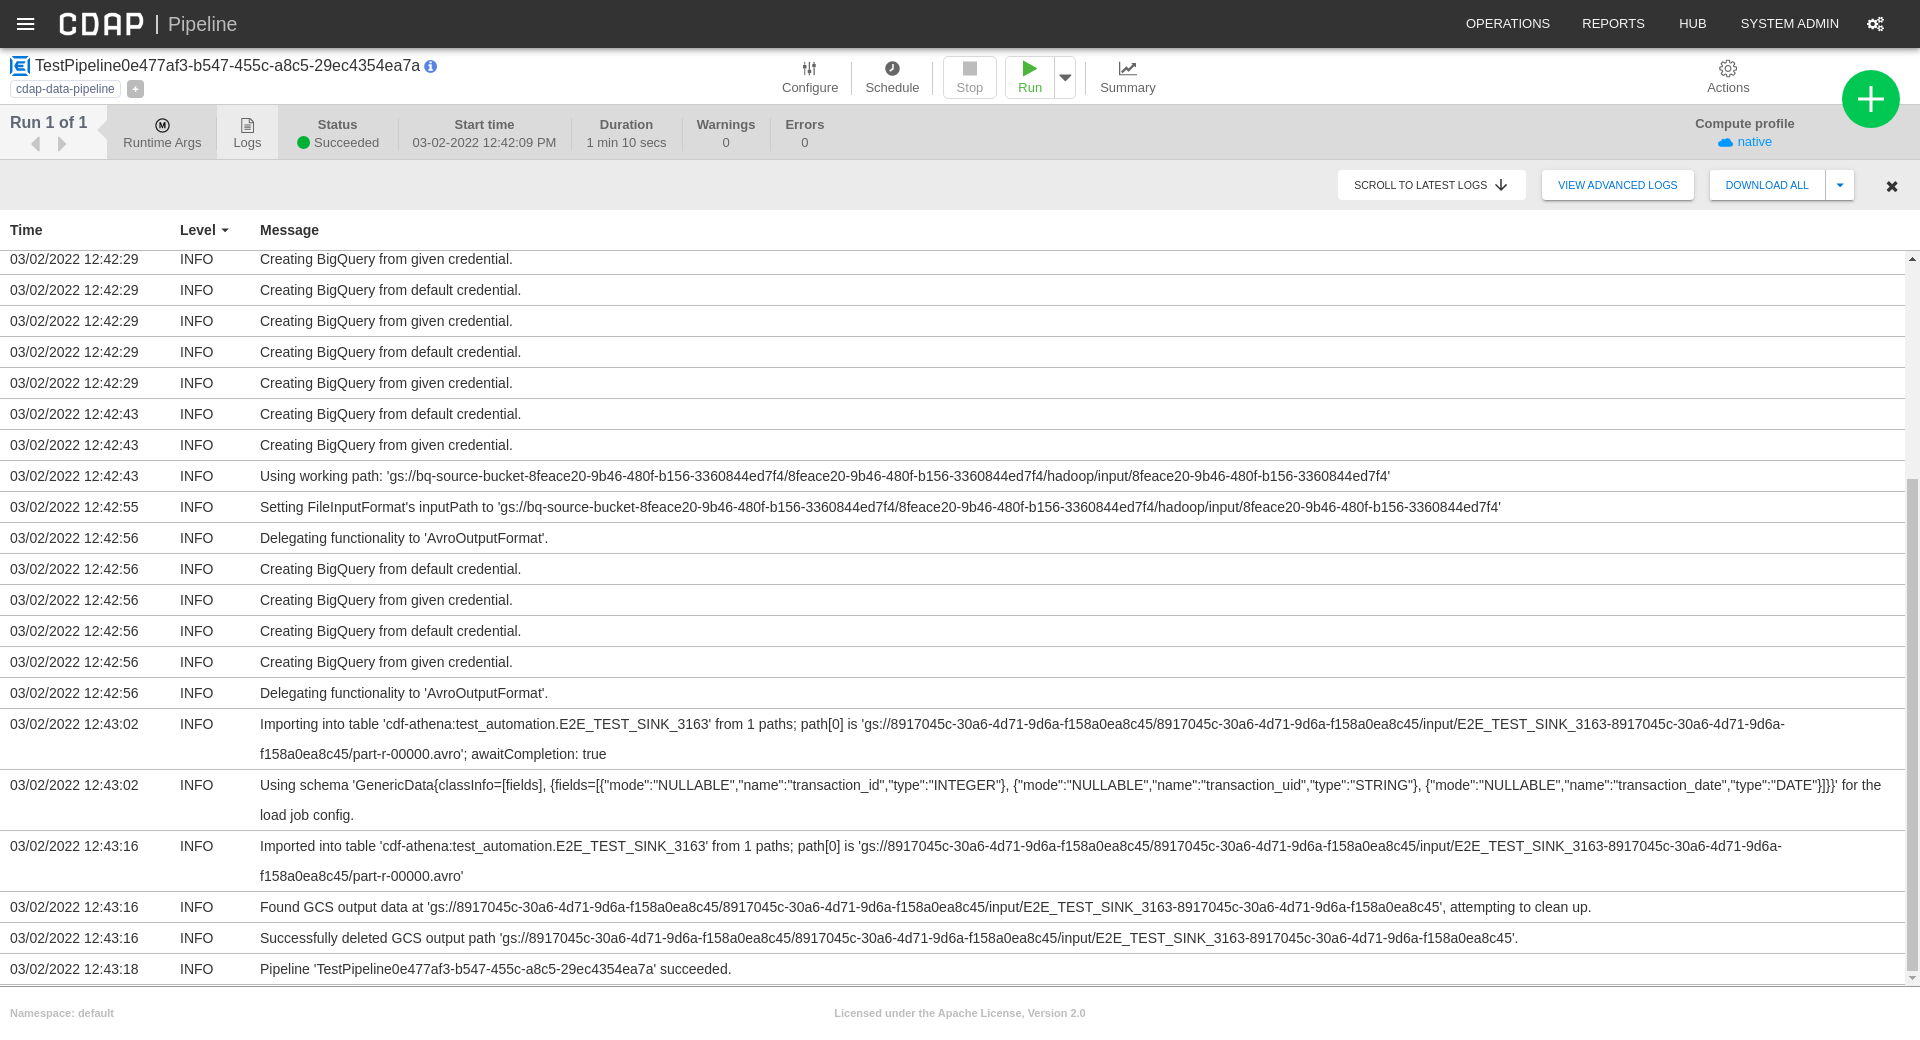 CDAP | Pipeline
OPERATIONS REPORTS HUB SYSTEM ADMIN
TestPipeline0e477af3-b547-455c-a8c5-29ec4354ea7a
cdap-data-pipeline +
Configure Schedule Stop Run Summary Actions
Run 1 of 1
Runtime Args Logs
Status Start time Duration Warnings Errors Compute profile
Succeeded 03-02-2022 12:42:09 PM 1 min 10 secs 0 0 native
SCROLL TO LATEST LOGS VIEW ADVANCED LOGS DOWNLOAD ALL
Time Level Message
03/02/2022 12:42:29 INFO Creating BigQuery from given credential.
03/02/2022 12:42:29 INFO Creating BigQuery from default credential.
03/02/2022 12:42:29 INFO Creating BigQuery from given credential.
03/02/2022 12:42:29 INFO Creating BigQuery from default credential.
03/02/2022 12:42:29 INFO Creating BigQuery from given credential.
03/02/2022 12:42:43 INFO Creating BigQuery from default credential.
03/02/2022 12:42:43 INFO Creating BigQuery from given credential.
03/02/2022 12:42:43 INFO Using working path: 'gs://bq-source-bucket-8feace20-9b46-480f-b156-3360844ed7f4/8feace20-9b46-480f-b156-3360844ed7f4/hadoop/input/8feace20-9b46-480f-b156-3360844ed7f4'
03/02/2022 12:42:55 INFO Setting FileInputFormat's inputPath to 'gs://bq-source-bucket-8feace20-9b46-480f-b156-3360844ed7f4/8feace20-9b46-480f-b156-3360844ed7f4/hadoop/input/8feace20-9b46-480f-b156-3360844ed7f4'
03/02/2022 12:42:56 INFO Delegating functionality to 'AvroOutputFormat'.
03/02/2022 12:42:56 INFO Creating BigQuery from default credential.
03/02/2022 12:42:56 INFO Creating BigQuery from given credential.
03/02/2022 12:42:56 INFO Creating BigQuery from default credential.
03/02/2022 12:42:56 INFO Creating BigQuery from given credential.
03/02/2022 12:42:56 INFO Delegating functionality to 'AvroOutputFormat'.
03/02/2022 12:43:02 INFO Importing into table 'cdf-athena:test_automation.E2E_TEST_SINK_3163' from 1 paths; path[0] is 'gs://8917045c-30a6-4d71-9d6a-f158a0ea8c45/8917045c-30a6-4d71-9d6a-f158a0ea8c45/input/E2E_TEST_SINK_3163-8917045c-30a6-4d71-9d6a-
f158a0ea8c45/part-r-00000.avro'; awaitCompletion: true
03/02/2022 12:43:02 INFO Using schema 'GenericData{classInfo=[fields], {fields=[{"mode":"NULLABLE","name":"transaction_id","type":"INTEGER"}, {"mode":"NULLABLE","name":"transaction_uid","type":"STRING"}, {"mode":"NULLABLE","name":"transaction_date","type":"DATE"}]}}' for the
load job config.
03/02/2022 12:43:16 INFO Imported into table 'cdf-athena:test_automation.E2E_TEST_SINK_3163' from 1 paths; path[0] is 'gs://8917045c-30a6-4d71-9d6a-f158a0ea8c45/8917045c-30a6-4d71-9d6a-f158a0ea8c45/input/E2E_TEST_SINK_3163-8917045c-30a6-4d71-9d6a-
f158a0ea8c45/part-r-00000.avro'
03/02/2022 12:43:16 INFO Found GCS output data at 'gs://8917045c-30a6-4d71-9d6a-f158a0ea8c45/8917045c-30a6-4d71-9d6a-f158a0ea8c45/input/E2E_TEST_SINK_3163-8917045c-30a6-4d71-9d6a-f158a0ea8c45', attempting to clean up.
03/02/2022 12:43:16 INFO Successfully deleted GCS output path 'gs://8917045c-30a6-4d71-9d6a-f158a0ea8c45/8917045c-30a6-4d71-9d6a-f158a0ea8c45/input/E2E_TEST_SINK_3163-8917045c-30a6-4d71-9d6a-f158a0ea8c45'.
03/02/2022 12:43:18 INFO Pipeline 'TestPipeline0e477af3-b547-455c-a8c5-29ec4354ea7a' succeeded.
Namespace: default Licensed under the Apache License, Version 2.0